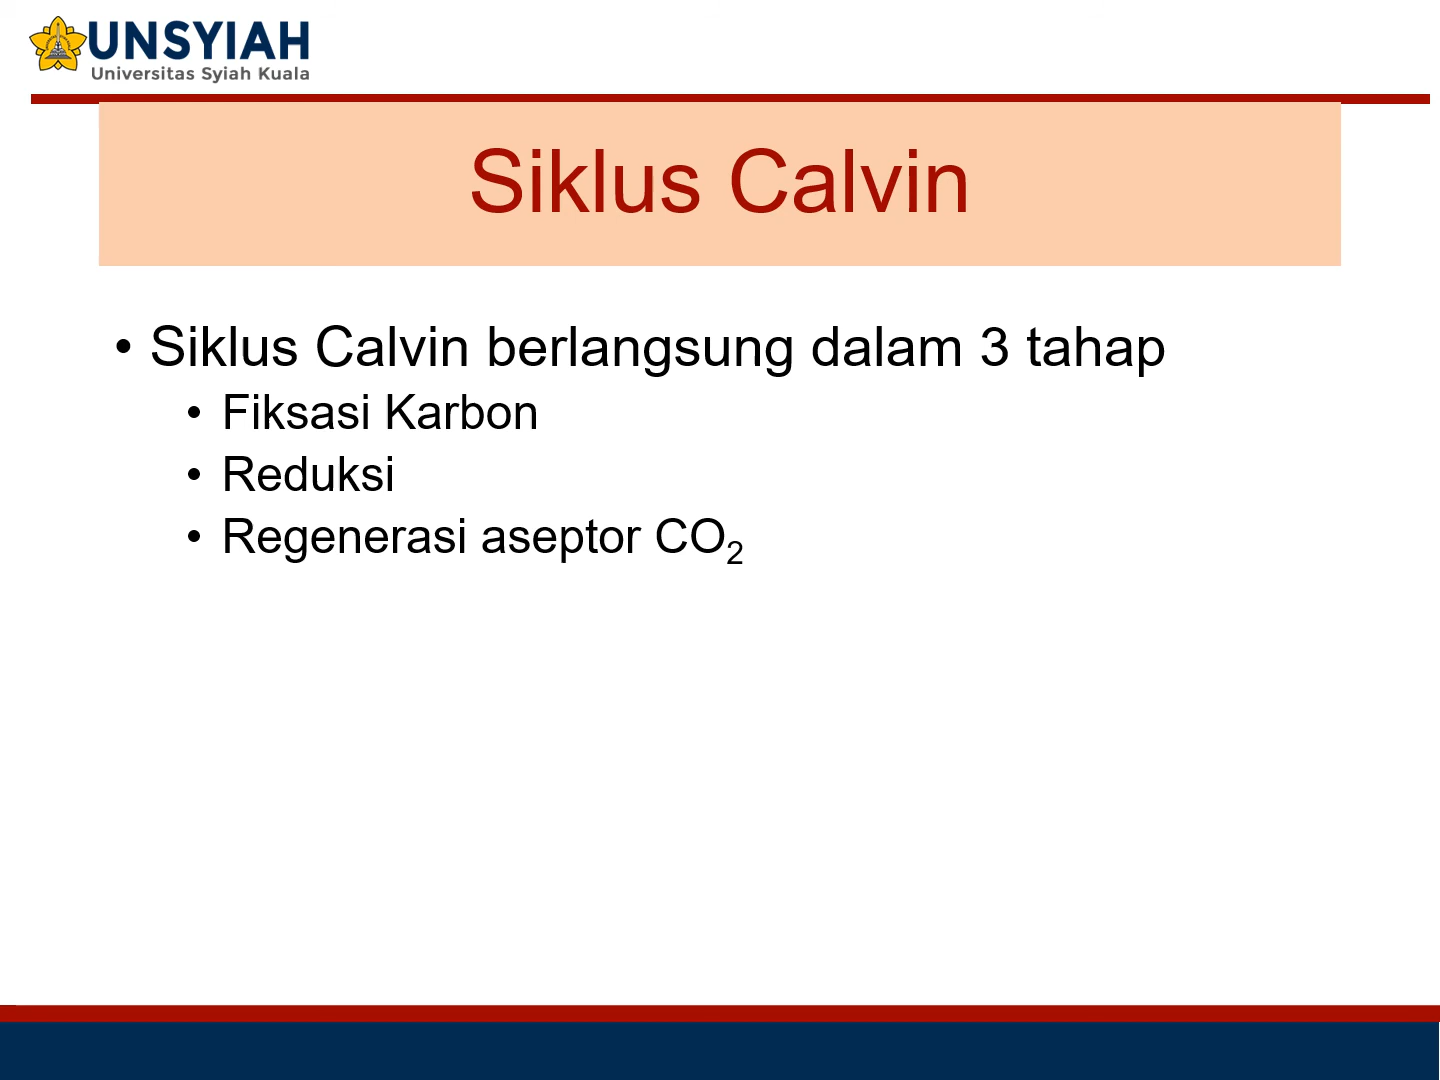 UNSYIAH
Universitas Syiah Kuala
Siklus Calvin
• Siklus Calvin berlangsung dalam 3 tahap
• Fiksasi Karbon
• Reduksi
• Regenerasi aseptor CO₂